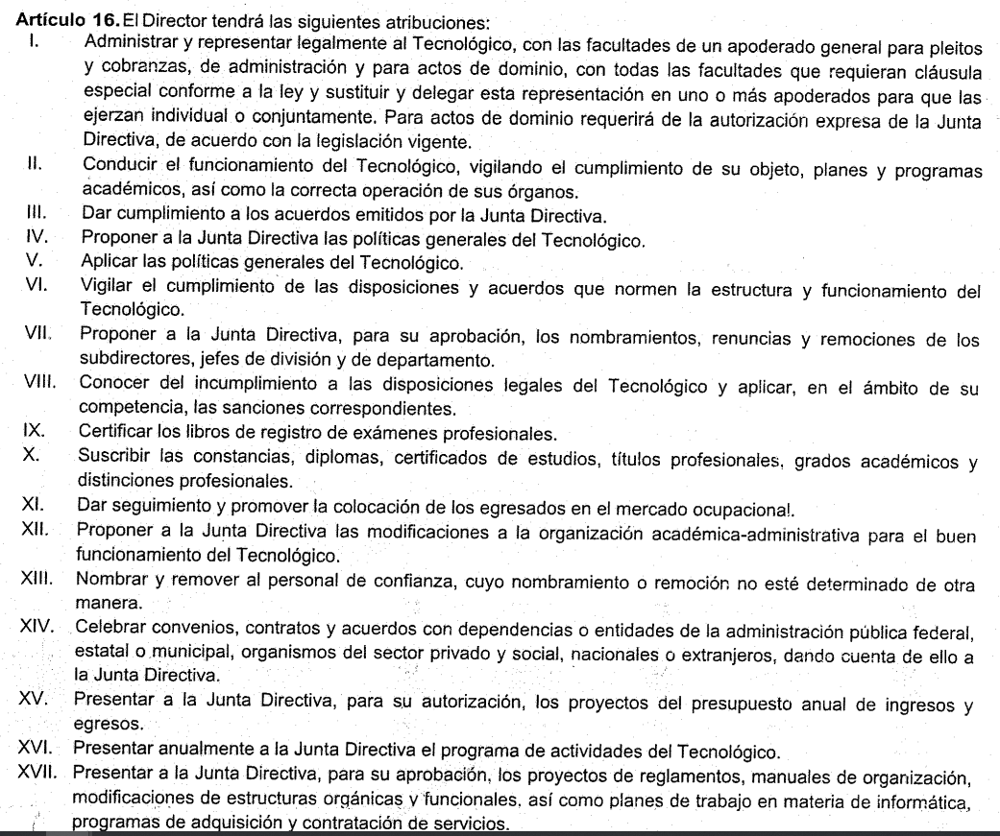 Artículo 16. El Director tendrá las siguientes atribuciones:
I. Administrar y representar legalmente al Tecnológico, con las facultades de un apoderado general para pleitos
y cobranzas, de administración y para actos de dominio, con todas las facultades que requieran cláusula
especial conforme a la ley y sustituir y delegar esta representación en uno o más apoderados para que las
ejerzan individual o conjuntamente. Para actos de dominio requerirá de la autorización expresa de la Junta
Directiva, de acuerdo con la legislación vigente.
II. Conducir el funcionamiento del Tecnológico, vigilando el cumplimiento de su objeto, planes y programas
académicos, así como la correcta operación de sus órganos.
III. Dar cumplimiento a los acuerdos emitidos por la Junta Directiva.
IV. Proponer a la Junta Directiva las políticas generales del Tecnológico.
V. Aplicar las políticas generales del Tecnológico.
VI. Vigilar el cumplimiento de las disposiciones y acuerdos que normen la estructura y funcionamiento del
Tecnológico.
VII. Proponer a la Junta Directiva, para su aprobación, los nombramientos, renuncias y remociones de los
subdirectores, jefes de división y de departamento.
VIII. Conocer del incumplimiento a las disposiciones legales del Tecnológico y aplicar, en el ámbito de su
competencia, las sanciones correspondientes.
IX. Certificar los libros de registro de exámenes profesionales.
X. Suscribir las constancias, diplomas, certificados de estudios, títulos profesionales, grados académicos y
distinciones profesionales.
XI. Dar seguimiento y promover la colocación de los egresados en el mercado ocupacional.
XII. Proponer a la Junta Directiva las modificaciones a la organización académica-administrativa para el buen
funcionamiento del Tecnológico.
XIII. Nombrar y remover al personal de confianza, cuyo nombramiento o remoción no esté determinado de otra
manera.
XIV. Celebrar convenios, contratos y acuerdos con dependencias o entidades de la administración pública federal,
estatal o municipal, organismos del sector privado y social, nacionales o extranjeros, dando cuenta de ello a
la Junta Directiva.
XV. Presentar a la Junta Directiva, para su autorización, los proyectos del presupuesto anual de ingresos y
egresos.
XVI. Presentar anualmente a la Junta Directiva el programa de actividades del Tecnológico.
XVII. Presentar a la Junta Directiva, para su aprobación, los proyectos de reglamentos, manuales de organización,
modificaciones de estructuras orgánicas y funcionales, así como planes de trabajo en materia de informática,
programas de adquisición y contratación de servicios.